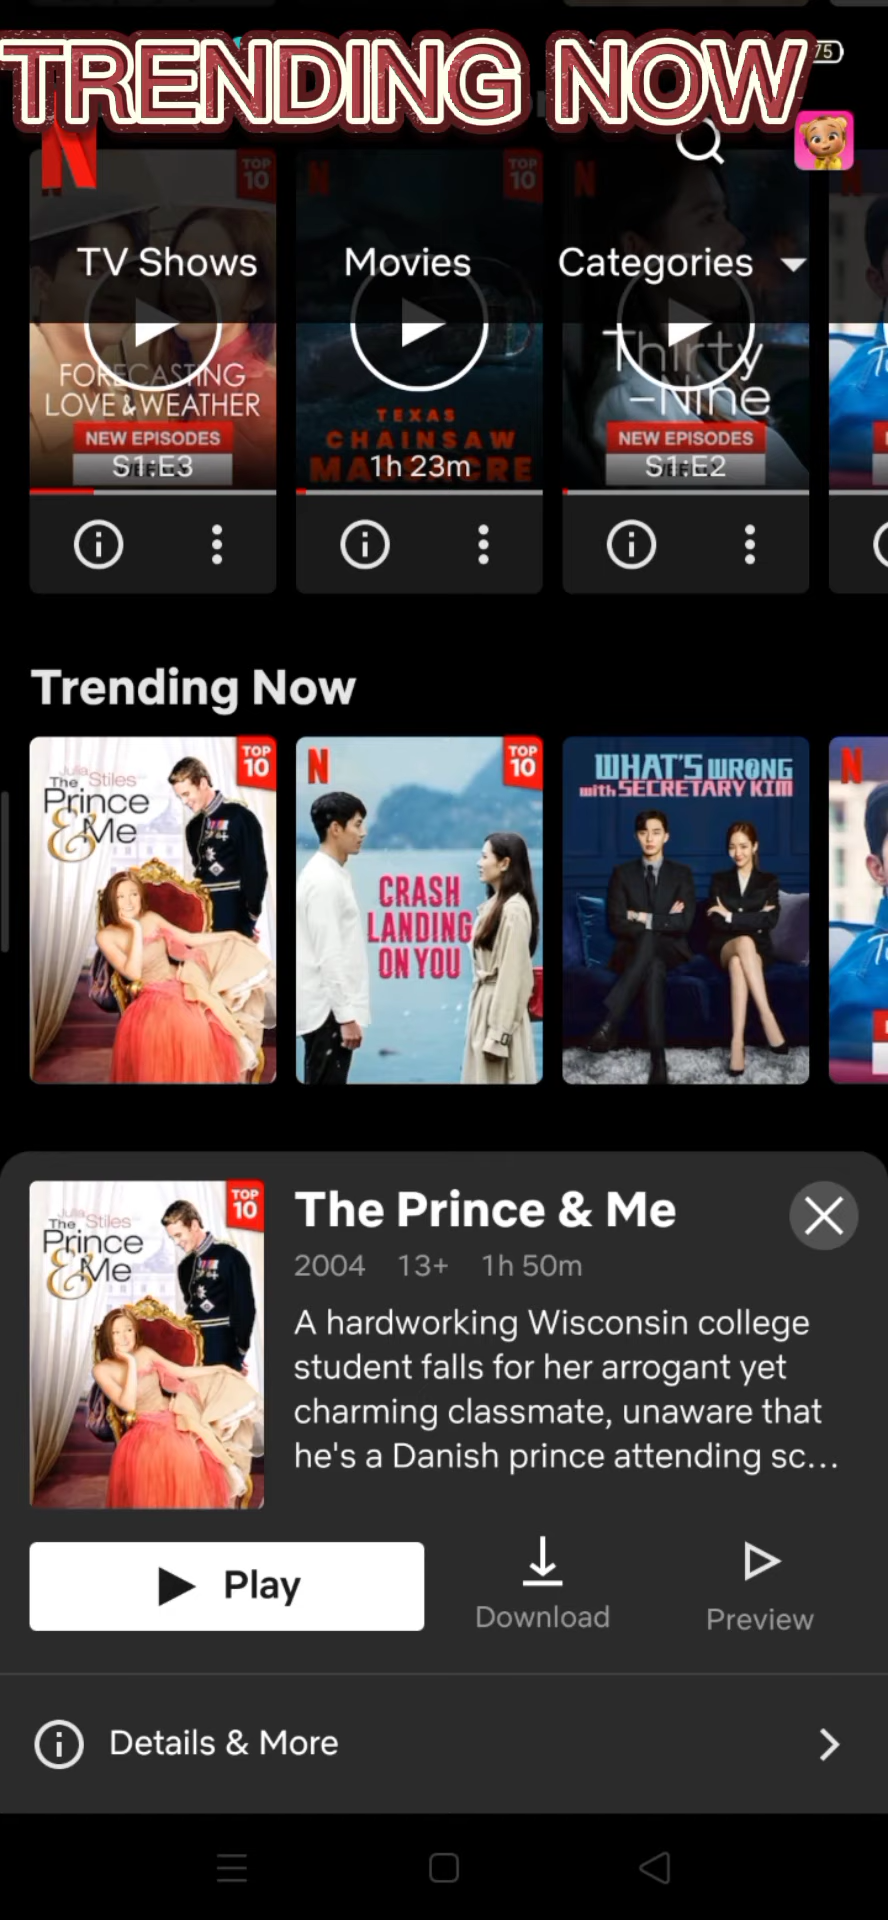 TRENDING NOW
75
N
TV Shows
Movies
Categories
TOP
10
N
TOP
10
N
FORECASTING
LOVE & WEATHER
NEW EPISODES
S1:E3
TEXAS
CHAINSAW
MASSACRE
1h 23m
Thirty
-Nine
NEW EPISODES
S1:E2
Trending Now
Julia Stiles
The
Prince
& Me
TOP
10
N
TOP
10
CRASH
LANDING
ON YOU
WHAT'S WRONG
with SECRETARY KIM
N
Julia Stiles
The
Prince
& Me
TOP
10
The Prince & Me
2004 13+ 1h 50m
A hardworking Wisconsin college
student falls for her arrogant yet
charming classmate, unaware that
he's a Danish prince attending sc...
Play
Download
Preview
Details & More